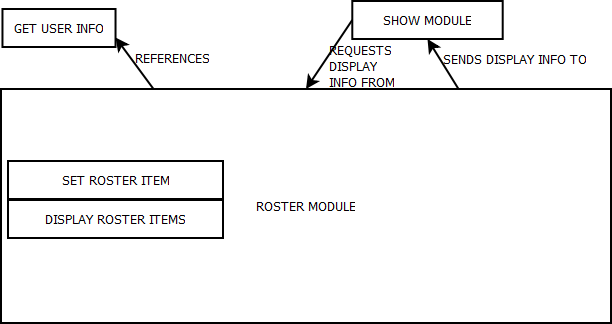 GET USER INFO
SHOW MODULE
REFERENCES
REQUESTS
DISPLAY
INFO FROM
SENDS DISPLAY INFO TO
SET ROSTER ITEM
DISPLAY ROSTER ITEMS
ROSTER MODULE